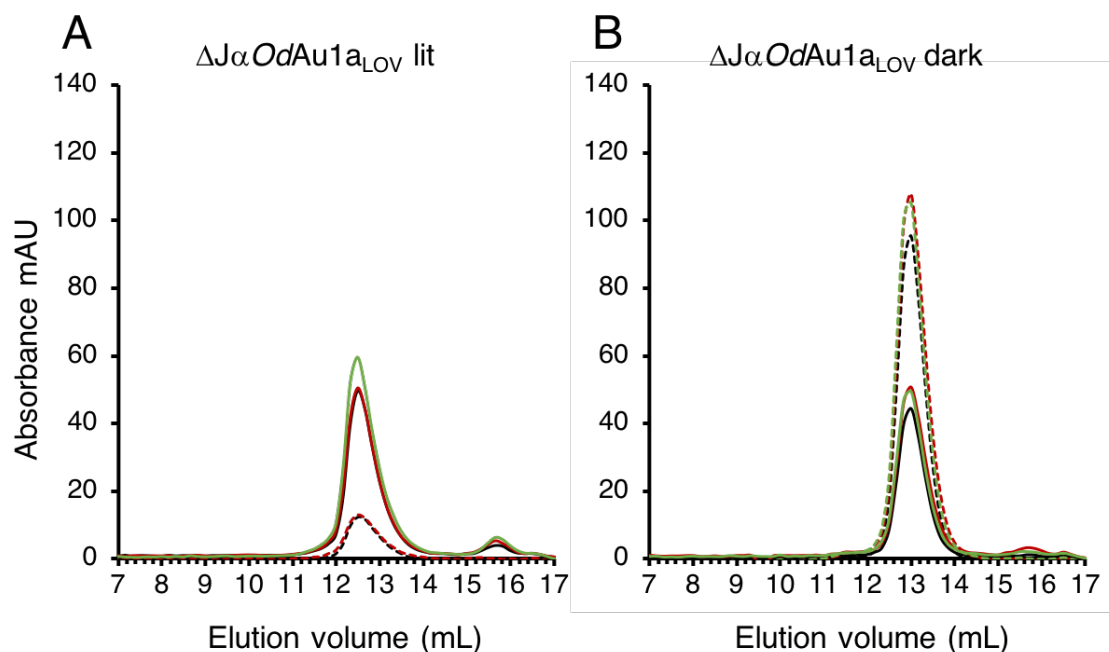 A
ΔJαOdAu1a_LOV lit
140
120
100
80
60
40
20
0
7 8 9 10 11 12 13 14 15 16 17
Absorbance mAU
Elution volume (mL)
B
ΔJαOdAu1a_LOV dark
140
120
100
80
60
40
20
0
7 8 9 10 11 12 13 14 15 16 17
Elution volume (mL)